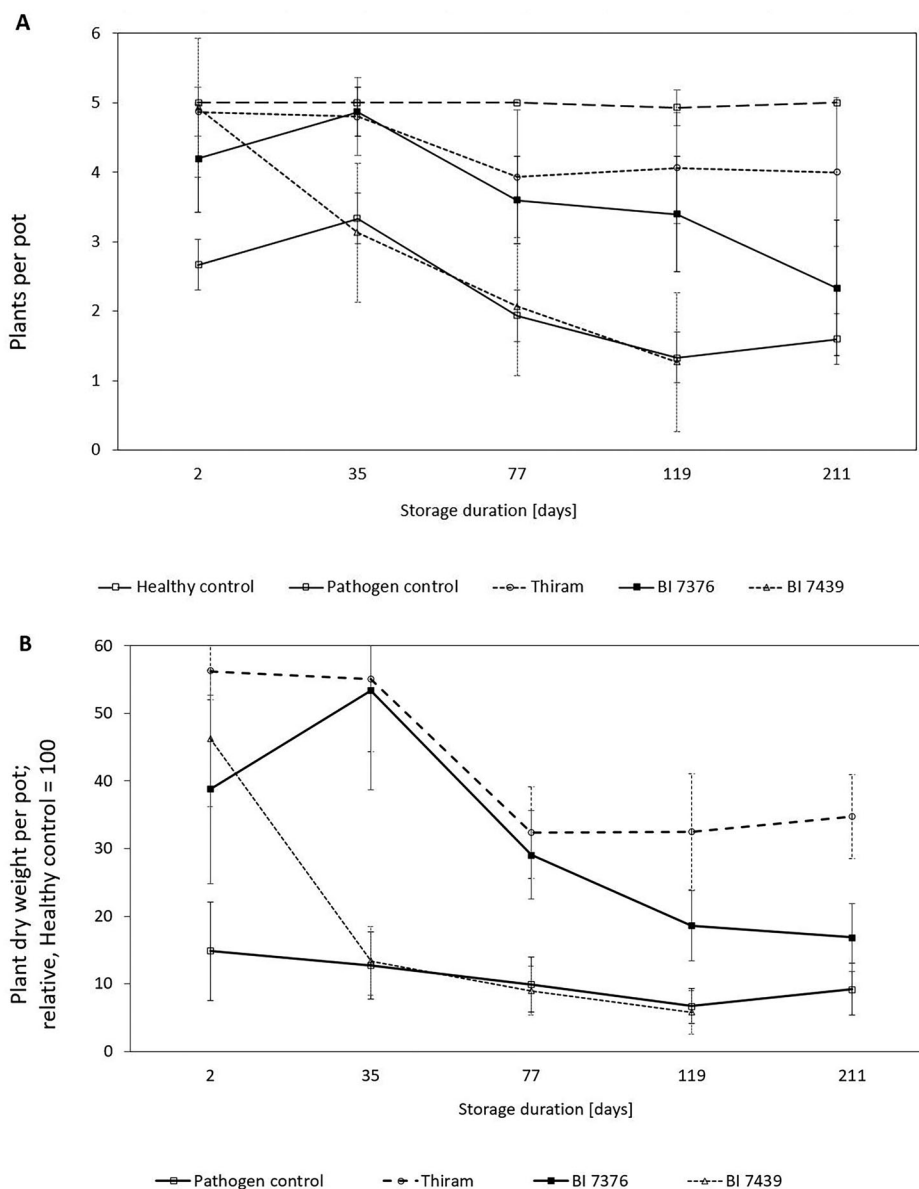 A
6
5
4
3
2
1
0
Plants per pot
2 35 77 119 211
Storage duration [days]
Healthy control Pathogen control Thiram BI 7376 BI 7439
B
60
50
40
30
20
10
0
Plant dry weight per pot;
relative, Healthy control = 100
2 35 77 119 211
Storage duration [days]
Pathogen control Thiram BI 7376 BI 7439